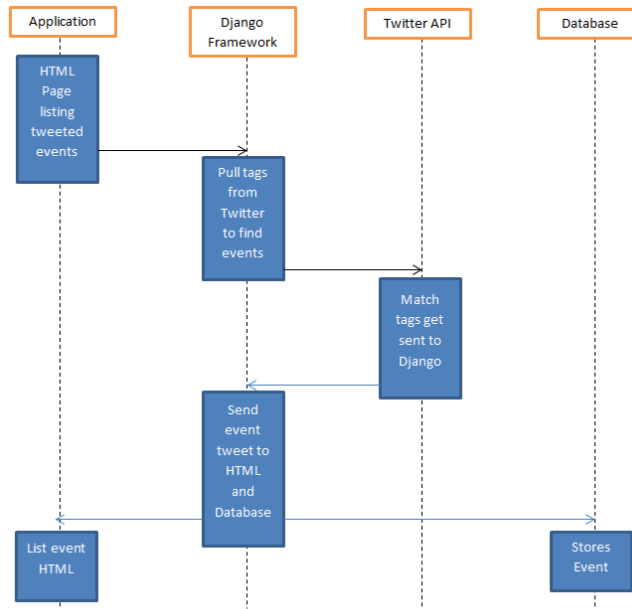 Application
Django
Framework
Twitter API
Database
HTML
Page
listing
tweeted
events
Pull tags
from
Twitter
to find
events
Match
tags get
sent to
Django
Send
event
tweet to
HTML
and
Database
List event
HTML
Stores
Event